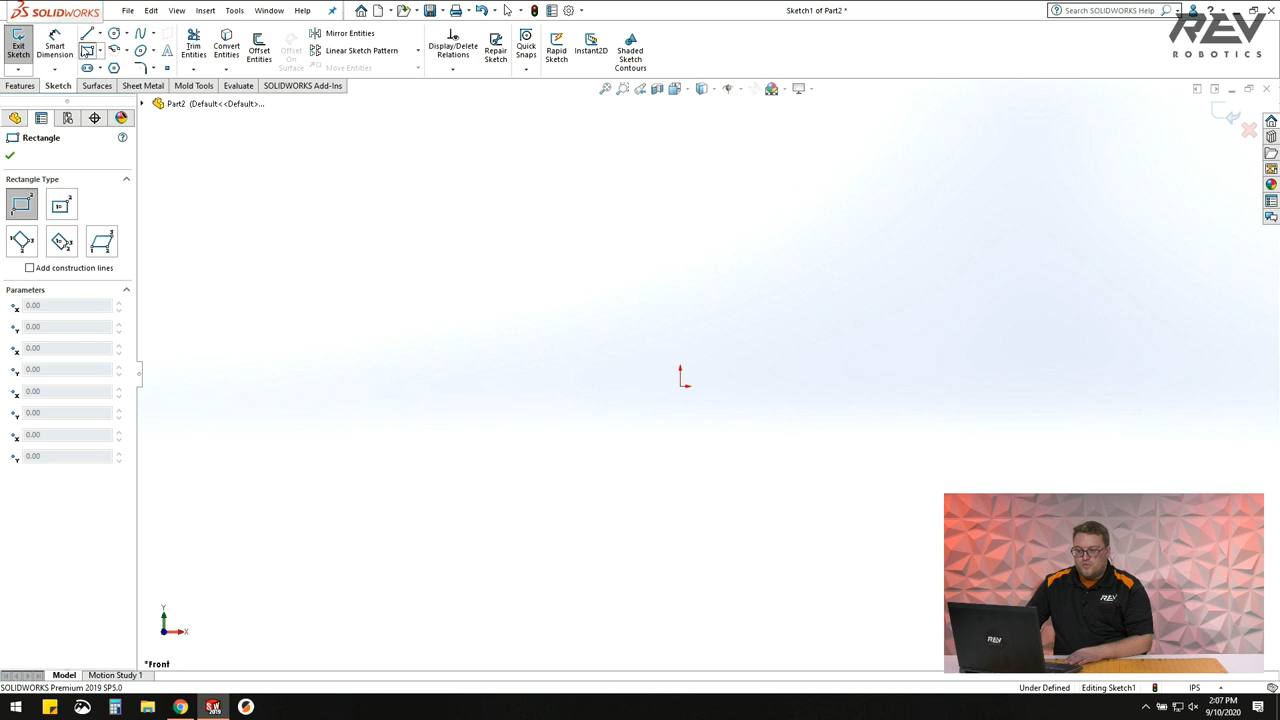 SOLIDWORKS
File Edit View Insert Tools Window Help
Sketch1 of Part2 *
Search SOLIDWORKS Help
REV
ROBOTICS
Exit Sketch
Smart Dimension
Trim Entities
Convert Entities
Offset Entities
Offset On Surface
Mirror Entities
Linear Sketch Pattern
Move Entities
Display/Delete Relations
Repair Sketch
Quick Snaps
Rapid Sketch
Instant2D
Shaded Sketch Contours
Features Sketch Surfaces Sheet Metal Mold Tools Evaluate SOLIDWORKS Add-Ins
Part2 (Default<<Default>...
Rectangle
Rectangle Type
Add construction lines
Parameters
0.00
0.00
0.00
0.00
0.00
0.00
0.00
0.00
Y
X
*Front
REV
REV
Model Motion Study 1
SOLIDWORKS Premium 2019 SP5.0
Under Defined Editing Sketch1 IPS
2:07 PM
9/10/2020